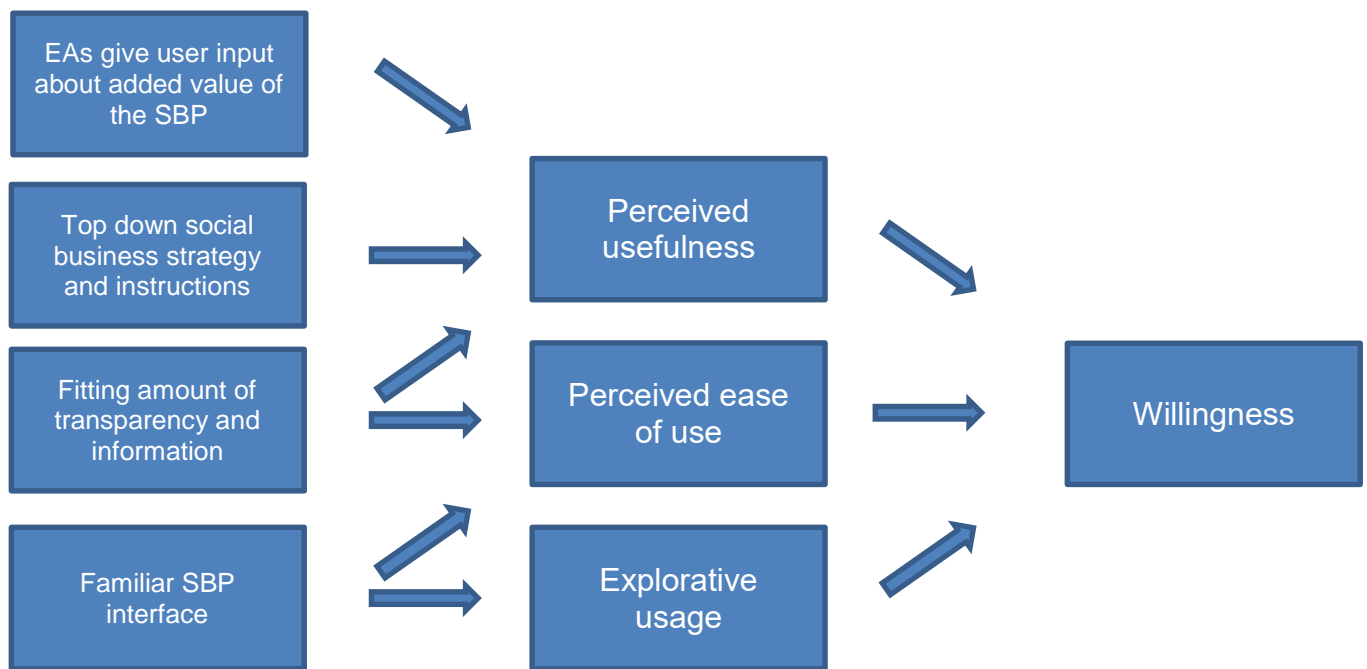 EAs give user input
about added value of
the SBP
Top down social
business strategy
and instructions
Fitting amount of
transparency and
information
Familiar SBP
interface
Perceived
usefulness
Perceived ease
of use
Explorative
usage
Willingness